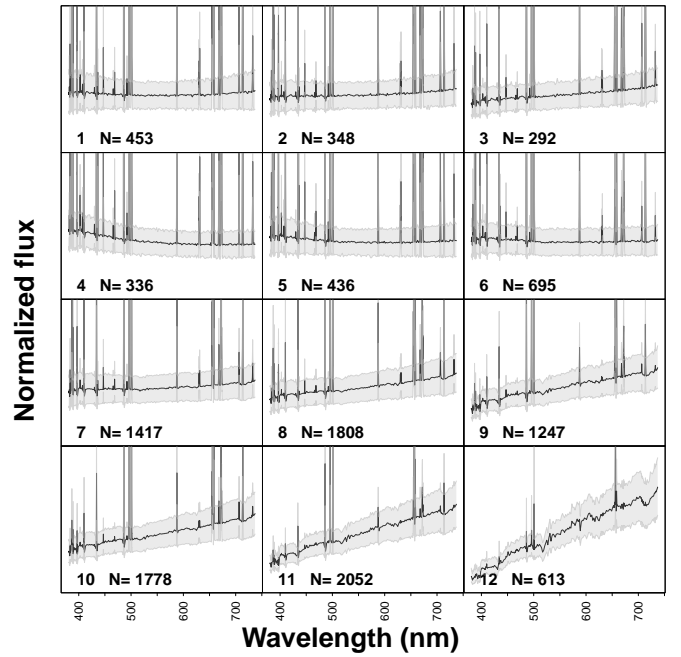 Normalized flux
1 N= 453
2 N= 348
3 N= 292
4 N= 336
5 N= 436
6 N= 695
7 N= 1417
8 N= 1808
9 N= 1247
10 N= 1778
11 N= 2052
12 N= 613
400 500 600 700 400 500 600 700 400 500 600 700
Wavelength (nm)